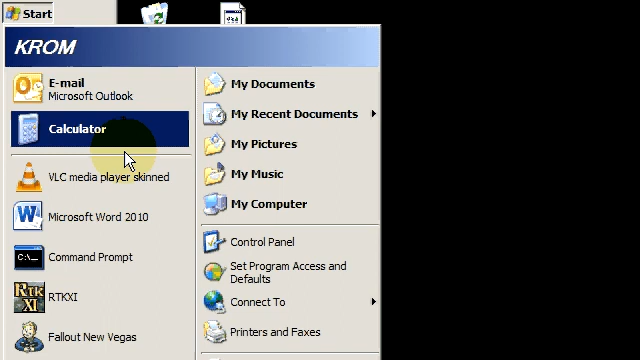 Start
KROM
E-mail
Microsoft Outlook
Calculator
VLC media player skinned
Microsoft Word 2010
C:\_
Command Prompt
RTK
XI
RTKXI
Fallout New Vegas
My Documents
My Recent Documents
My Pictures
My Music
My Computer
Control Panel
Set Program Access and
Defaults
Connect To
Printers and Faxes